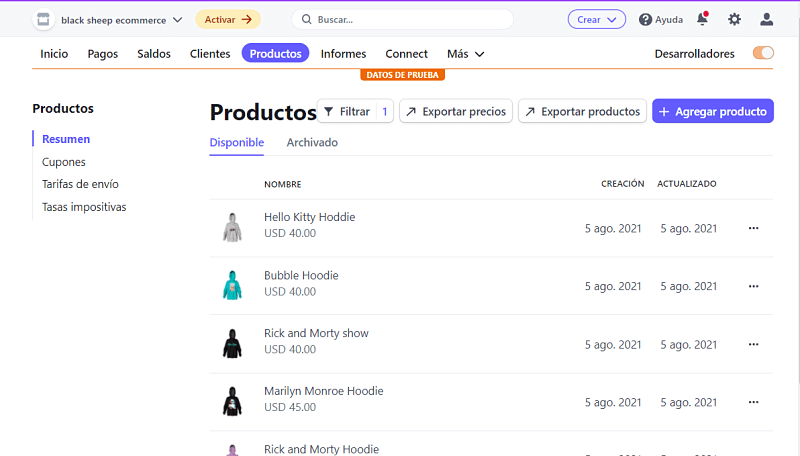 black sheep ecommerce
Activar
Buscar...
Crear
Ayuda
Inicio Pagos Saldos Clientes Productos Informes Connect Más Desarrolladores
DATOS DE PRUEBA
Productos
Resumen
Cupones
Tarifas de envío
Tasas impositivas
Productos
Filtrar 1
Exportar precios
Exportar productos
Agregar producto
Disponible Archivado
NOMBRE CREACIÓN ACTUALIZADO
Hello Kitty Hoddie
USD 40.00
5 ago. 2021 5 ago. 2021
Bubble Hoodie
USD 40.00
5 ago. 2021 5 ago. 2021
Rick and Morty show
USD 40.00
5 ago. 2021 5 ago. 2021
Marilyn Monroe Hoodie
USD 45.00
5 ago. 2021 5 ago. 2021
Rick and Morty Hoodie